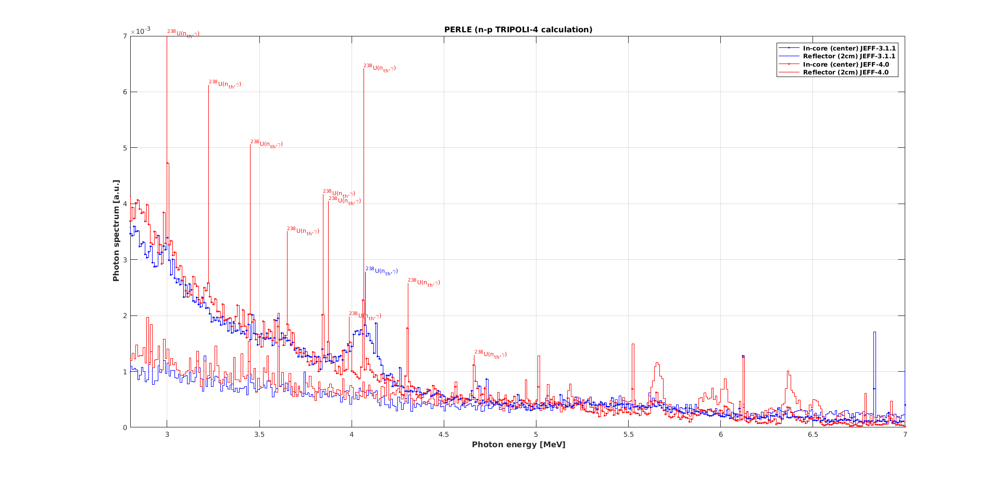 PERLE (n-p TRIPOLI-4 calculation)
×10⁻³
In-core (center) JEFF-3.1.1
Reflector (2cm) JEFF-3.1.1
In-core (center) JEFF-4.0
Reflector (2cm) JEFF-4.0
²³⁸U(n_th,γ)
²³⁸U(n_th,γ)
²³⁸U(n_th,γ)
²³⁸U(n_th,γ)
²³⁸U(n_th,γ)
²³⁸U(n_th,γ)
²³⁸U(n_th,γ)
²³⁸U(n_th,γ)
²³⁸U(n_th,γ)
²³⁸U(n_th,γ)
²³⁸U(n_th,γ)
²³⁸U(n_th,γ)
7
6
5
4
3
2
1
0
Photon spectrum [a.u.]
3 3.5 4 4.5 5 5.5 6 6.5 7
Photon energy [MeV]